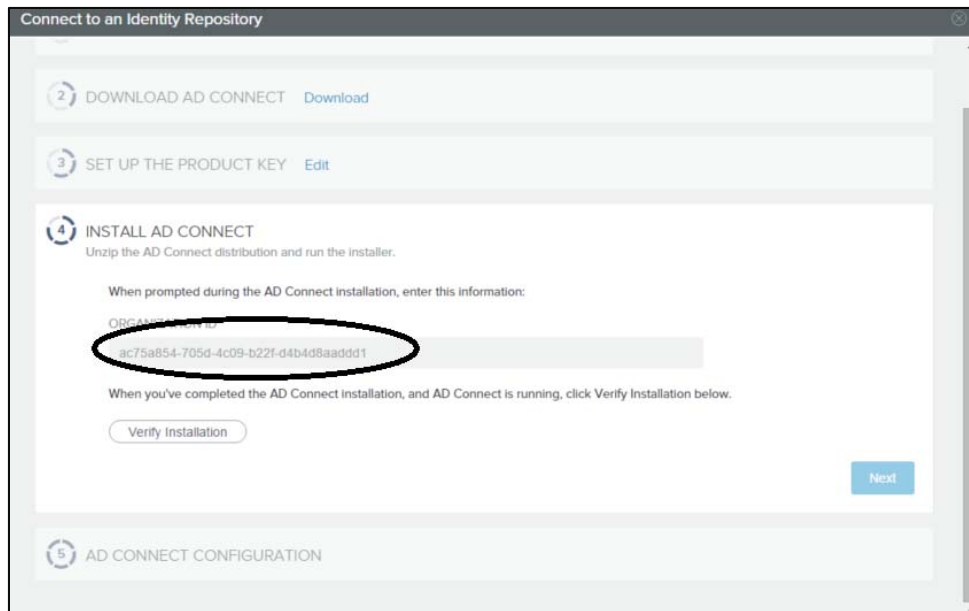 Connect to an Identity Repository
2 DOWNLOAD AD CONNECT Download
3 SET UP THE PRODUCT KEY Edit
4 INSTALL AD CONNECT
Unzip the AD Connect distribution and run the installer.
When prompted during the AD Connect installation, enter this information:
ORGANIZATION ID
ac75a854-705d-4c09-b22f-d4b4d8aaddd1
When you've completed the AD Connect installation, and AD Connect is running, click Verify Installation below.
Verify Installation
Next
5 AD CONNECT CONFIGURATION